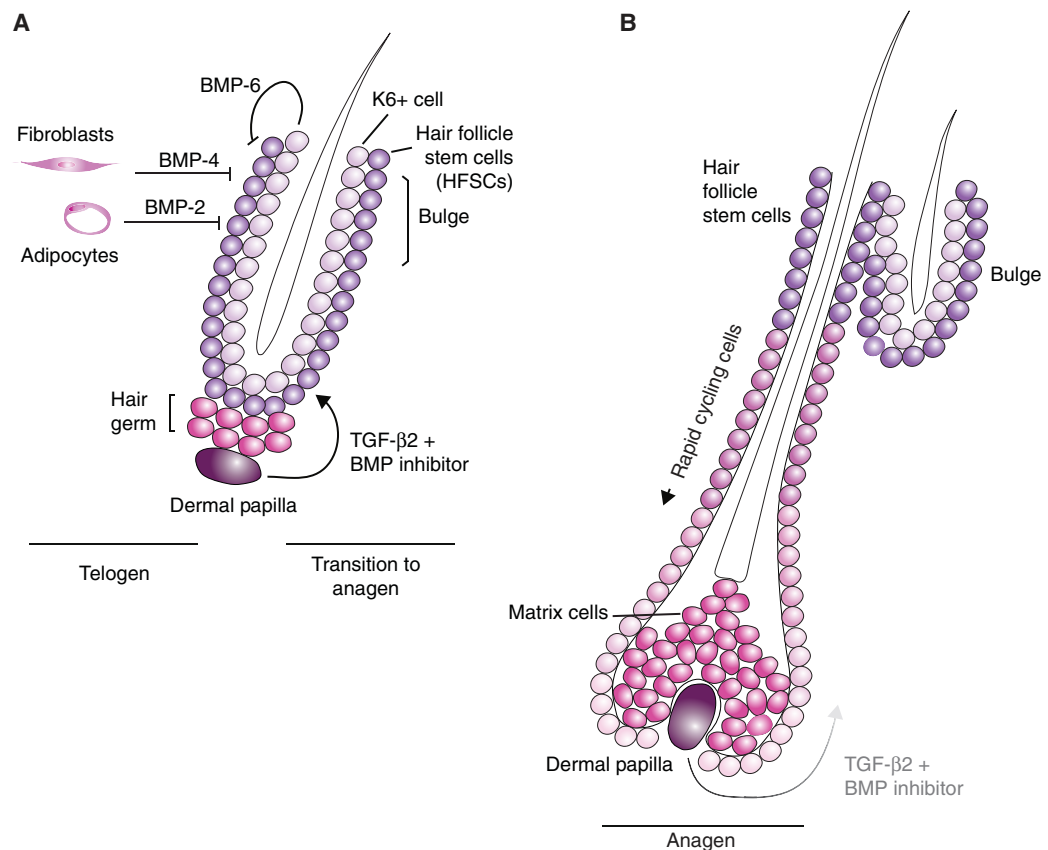 A
BMP-6
K6+ cell
Fibroblasts
BMP-4
Hair follicle
stem cells
(HFSCs)
BMP-2
Bulge
Adipocytes
Hair
germ
TGF-β2 +
BMP inhibitor
Dermal papilla
Telogen
Transition to
anagen
B
Hair
follicle
stem cells
Bulge
Rapid cycling cells
Matrix cells
Dermal papilla
TGF-β2 +
BMP inhibitor
Anagen